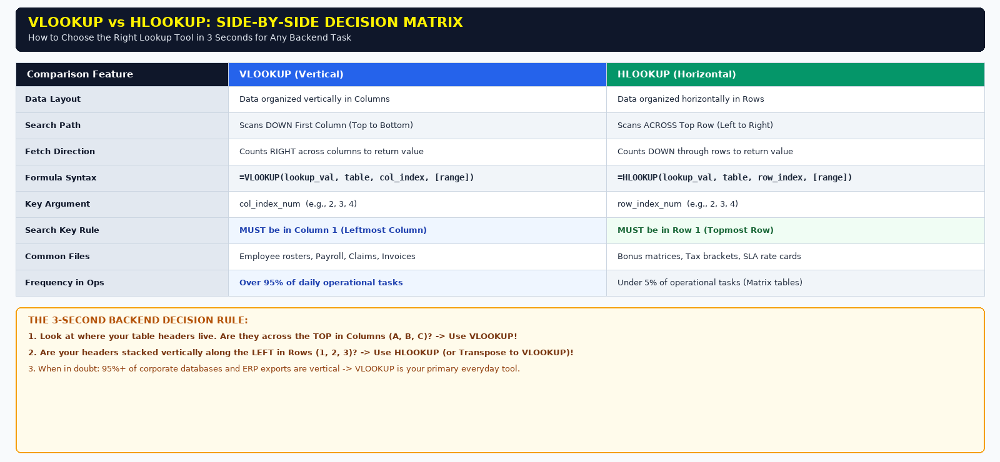 VLOOKUP vs HLOOKUP: SIDE-BY-SIDE DECISION MATRIX
How to Choose the Right Lookup Tool in 3 Seconds for Any Backend Task
Comparison Feature VLOOKUP (Vertical) HLOOKUP (Horizontal)
Data Layout Data organized vertically in Columns Data organized horizontally in Rows
Search Path Scans DOWN First Column (Top to Bottom) Scans ACROSS Top Row (Left to Right)
Fetch Direction Counts RIGHT across columns to return value Counts DOWN through rows to return value
Formula Syntax =VLOOKUP(lookup_val, table, col_index, [range]) =HLOOKUP(lookup_val, table, row_index, [range])
Key Argument col_index_num (e.g., 2, 3, 4) row_index_num (e.g., 2, 3, 4)
Search Key Rule MUST be in Column 1 (Leftmost Column) MUST be in Row 1 (Topmost Row)
Common Files Employee rosters, Payroll, Claims, Invoices Bonus matrices, Tax brackets, SLA rate cards
Frequency in Ops Over 95% of daily operational tasks Under 5% of operational tasks (Matrix tables)
THE 3-SECOND BACKEND DECISION RULE:
1. Look at where your table headers live. Are they across the TOP in Columns (A, B, C)? -> Use VLOOKUP!
2. Are your headers stacked vertically along the LEFT in Rows (1, 2, 3)? -> Use HLOOKUP (or Transpose to VLOOKUP)!
3. When in doubt: 95%+ of corporate databases and ERP exports are vertical -> VLOOKUP is your primary everyday tool.